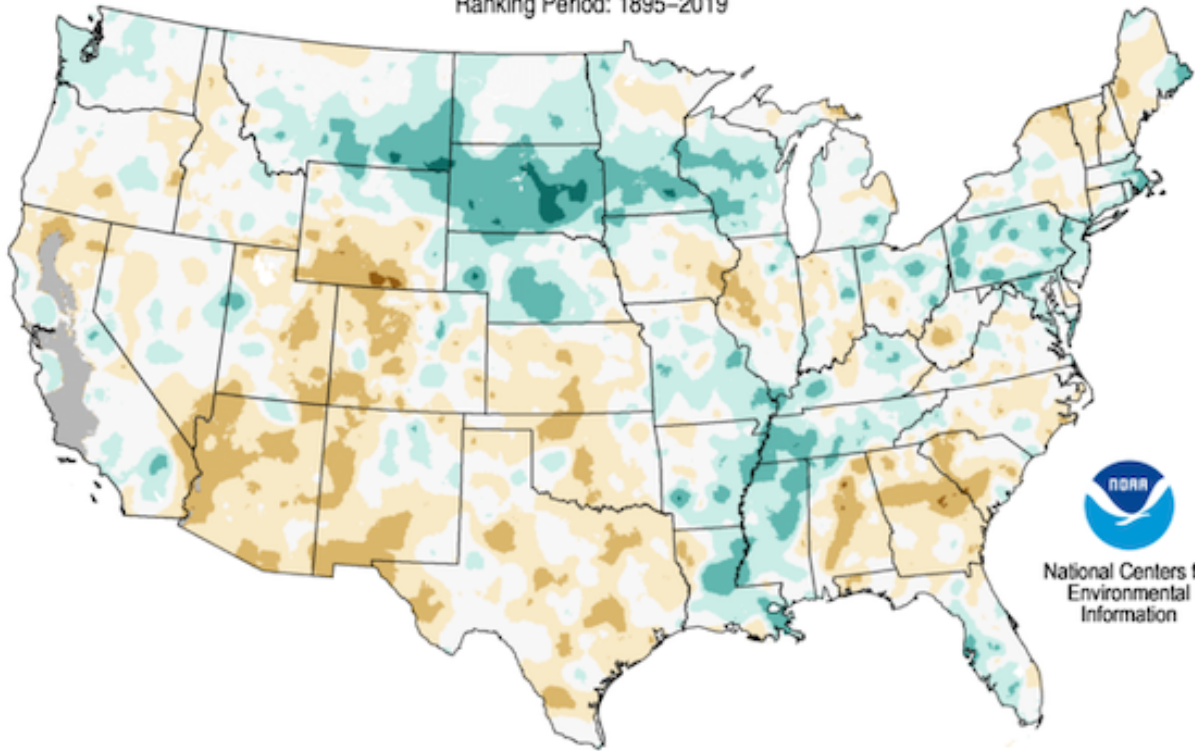 Ranking Period: 1895–2019
NOAA
National Centers f
Environmental
Information